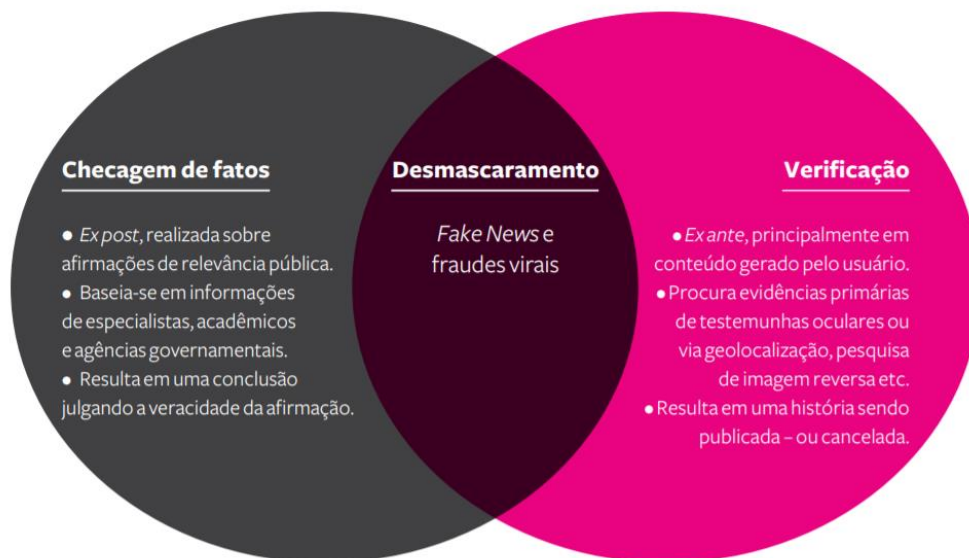 Checagem de fatos
● Ex post, realizada sobre
afirmações de relevância pública.
● Baseia-se em informações
de especialistas, acadêmicos
e agências governamentais.
● Resulta em uma conclusão
julgando a veracidade da afirmação.
Desmascaramento
Fake News e
fraudes virais
Verificação
● Ex ante, principalmente em
conteúdo gerado pelo usuário.
● Procura evidências primárias
de testemunhas oculares ou
via geolocalização, pesquisa
de imagem reversa etc.
● Resulta em uma história sendo
publicada – ou cancelada.